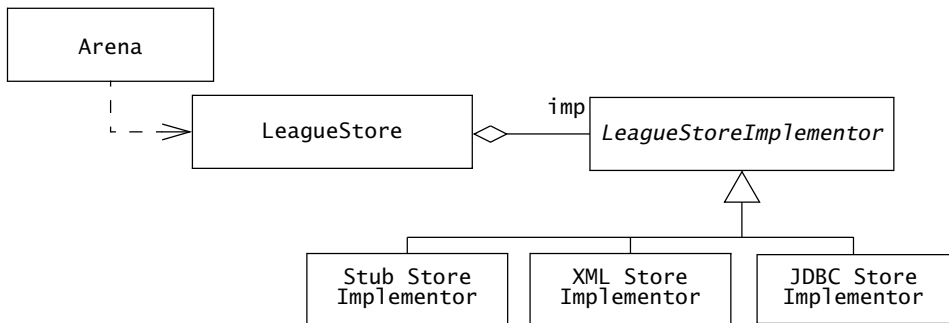 Arena
LeagueStore
imp
LeagueStoreImplementor
Stub Store
Implementor
XML Store
Implementor
JDBC Store
Implementor